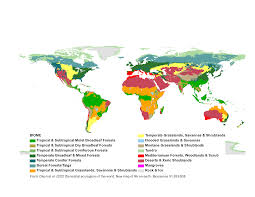 BIOME
Tropical & Subtropical Moist Broadleaf Forests
Tropical & Subtropical Dry Broadleaf Forests
Tropical & Subtropical Coniferous Forests
Temperate Broadleaf & Mixed Forests
Temperate Conifer Forests
Boreal Forests/Taiga
Tropical & Subtropical Grasslands, Savannas & Shrublands
Temperate Grasslands, Savannas & Shrublands
Flooded Grasslands & Savannas
Montane Grasslands & Shrublands
Tundra
Mediterranean Forests, Woodlands & Scrub
Deserts & Xeric Shrublands
Mangroves
Rock & Ice